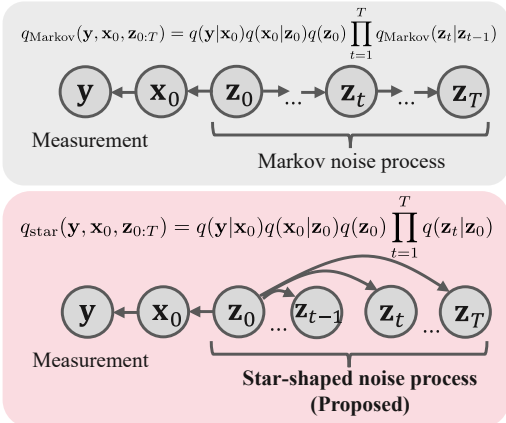 q_Markov(y, x_0, z_{0:T}) = q(y|x_0)q(x_0|z_0)q(z_0) ∏_{t=1}^{T} q_Markov(z_t|z_{t−1})
y x_0 z_0 ... z_t ... z_T
Measurement
Markov noise process
q_star(y, x_0, z_{0:T}) = q(y|x_0)q(x_0|z_0)q(z_0) ∏_{t=1}^{T} q(z_t|z_0)
y x_0 z_0 ... z_{t−1} z_t ... z_T
Measurement
Star-shaped noise process
(Proposed)